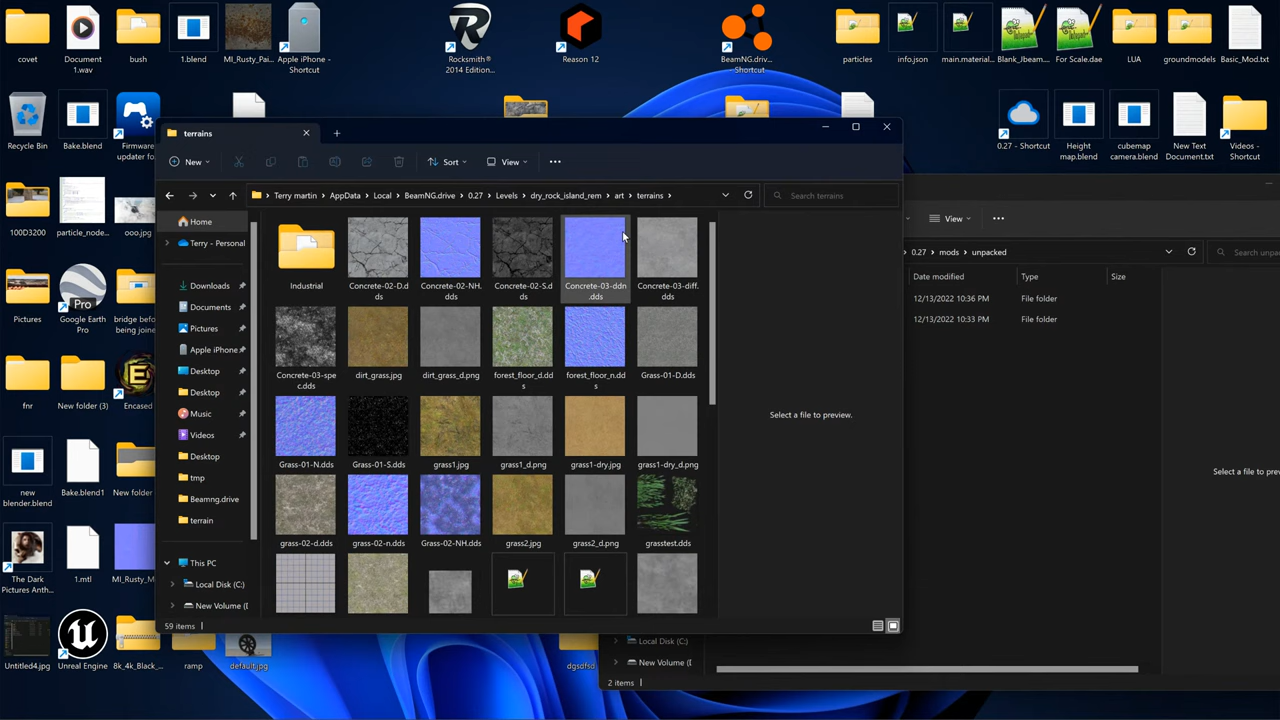 covet
Document 1.wav
bush
1.blend
MI_Rusty_Pai...
Apple iPhone - Shortcut
Rocksmith® 2014 Edition...
Reason 12
BeamNG.driv... - Shortcut
particles
info.json
main.material...
Blank_Jbeam...
For Scale.dae
LUA
groundmodels
Basic_Mod.txt
Recycle Bin
Bake.blend
Firmware updater for
0.27 - Shortcut
Height map.blend
cubemap camera.blend
New Text Document.txt
Videos - Shortcut
100D3200
particle_node...
ooo.jpg
Pictures
Google Earth Pro
Pro
bridge before being joine...
fnr
New folder (3)
Encased
new blender.blend
Bake.blend1
New folder
The Dark Pictures Anth...
1.mtl
MI_Rusty_M
Untitled4.jpg
Unreal Engine
8k_4k_Black_...
ramp
default.jpg
dgsdfsd
terrains
New
Sort
View
Terry martin
AppData
Local
BeamNG.drive
0.27
Levels
dry_rock_island_rem
art
terrains
Search terrains
Home
Terry - Personal
Downloads
Documents
Pictures
Apple iPhone
Desktop
Desktop
Music
Videos
Desktop
tmp
Beamng.drive
terrain
This PC
Local Disk (C:)
New Volume (D
Industrial
Concrete-02-D.dds
Concrete-02-NH.dds
Concrete-02-S.dds
Concrete-03-ddn.dds
Concrete-03-diff.dds
Concrete-03-spec.dds
dirt_grass.jpg
dirt_grass_d.png
forest_floor_d.dds
forest_floor_n.dds
Grass-01-D.dds
Grass-01-N.dds
Grass-01-S.dds
grass1.jpg
grass1_d.png
grass1-dry.jpg
grass1-dry_d.png
grass-02-d.dds
grass-02-n.dds
Grass-02-NH.dds
grass2.jpg
grass2_d.png
grasstest.dds
Select a file to preview.
59 items
View
0.27
mods
unpacked
Search unpac
Date modified
Type
Size
12/13/2022 10:36 PM
File folder
12/13/2022 10:33 PM
File folder
Select a file to prev
Local Disk (C:)
New Volume (D
2 items